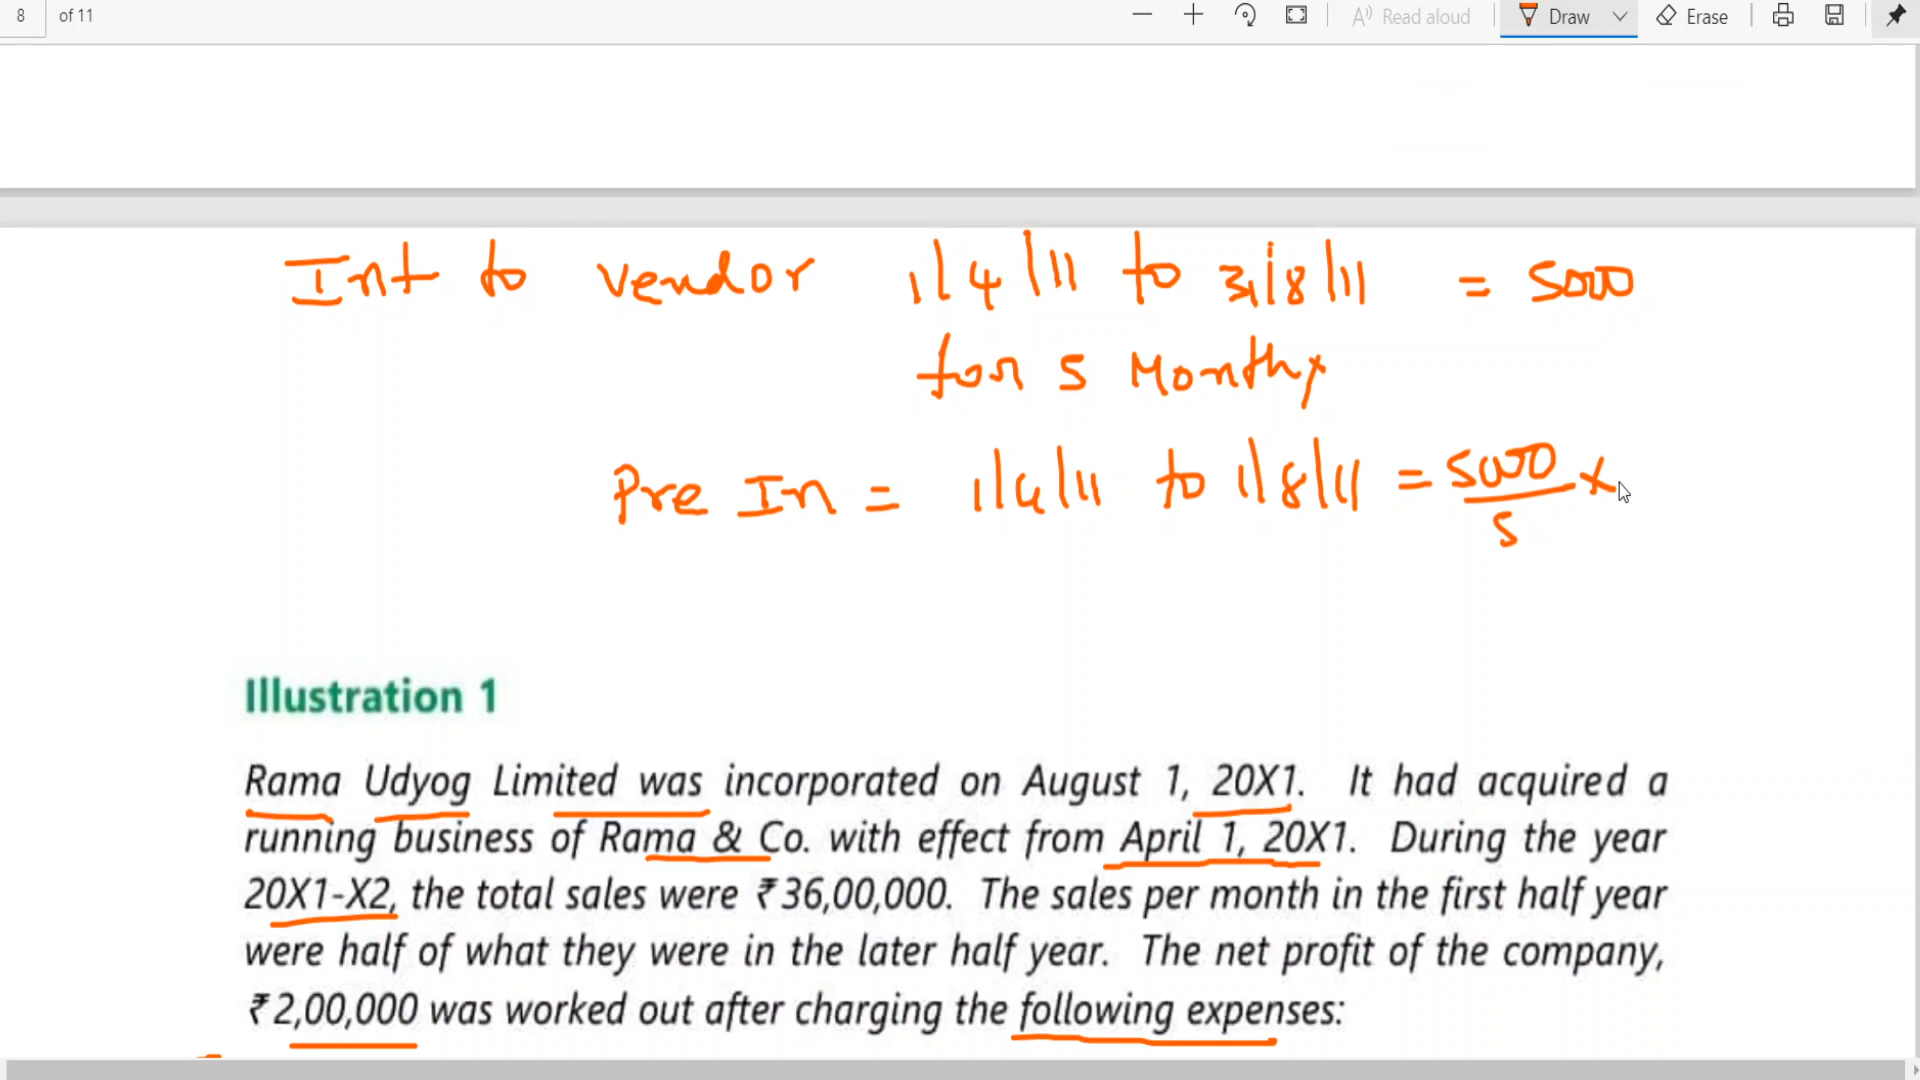 8 of 11 Read aloud Draw Erase
Int to vendor 1/4/11 to 31/8/11 = 5000
for 5 Months
Pre In = 1/4/11 to 1/8/11 = 5000/5 ×
Illustration 1
Rama Udyog Limited was incorporated on August 1, 20X1. It had acquired a
running business of Rama & Co. with effect from April 1, 20X1. During the year
20X1-X2, the total sales were ₹ 36,00,000. The sales per month in the first half year
were half of what they were in the later half year. The net profit of the company,
₹ 2,00,000 was worked out after charging the following expenses: